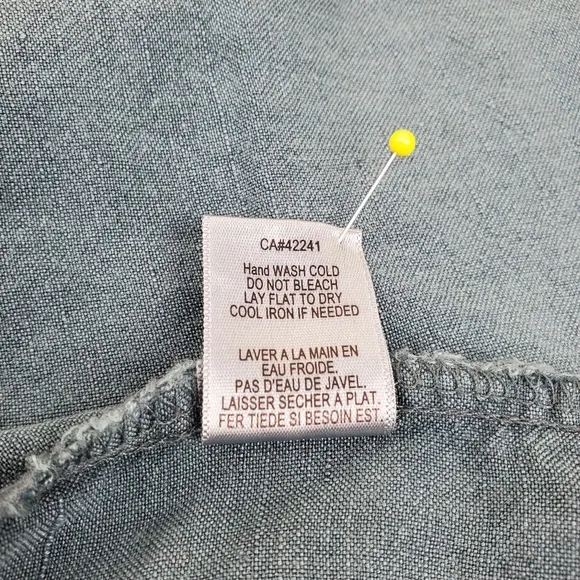 CA#42241
Hand WASH COLD
DO NOT BLEACH
LAY FLAT TO DRY
COOL IRON IF NEEDED
LAVER A LA MAIN EN
EAU FROIDE.
PAS D'EAU DE JAVEL.
LAISSER SECHER A PLAT.
FER TIEDE SI BESOIN EST.